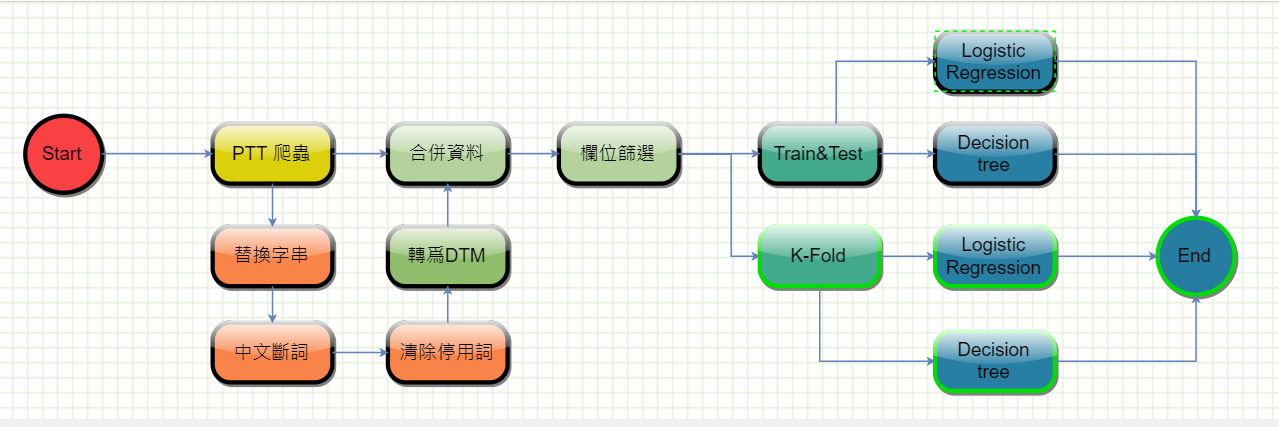 Logistic
Regression
Start
PTT 爬蟲
合併資料
欄位篩選
Train&Test
Decision
tree
替換字串
轉爲DTM
K-Fold
Logistic
Regression
End
中文斷詞
清除停用詞
Decision
tree